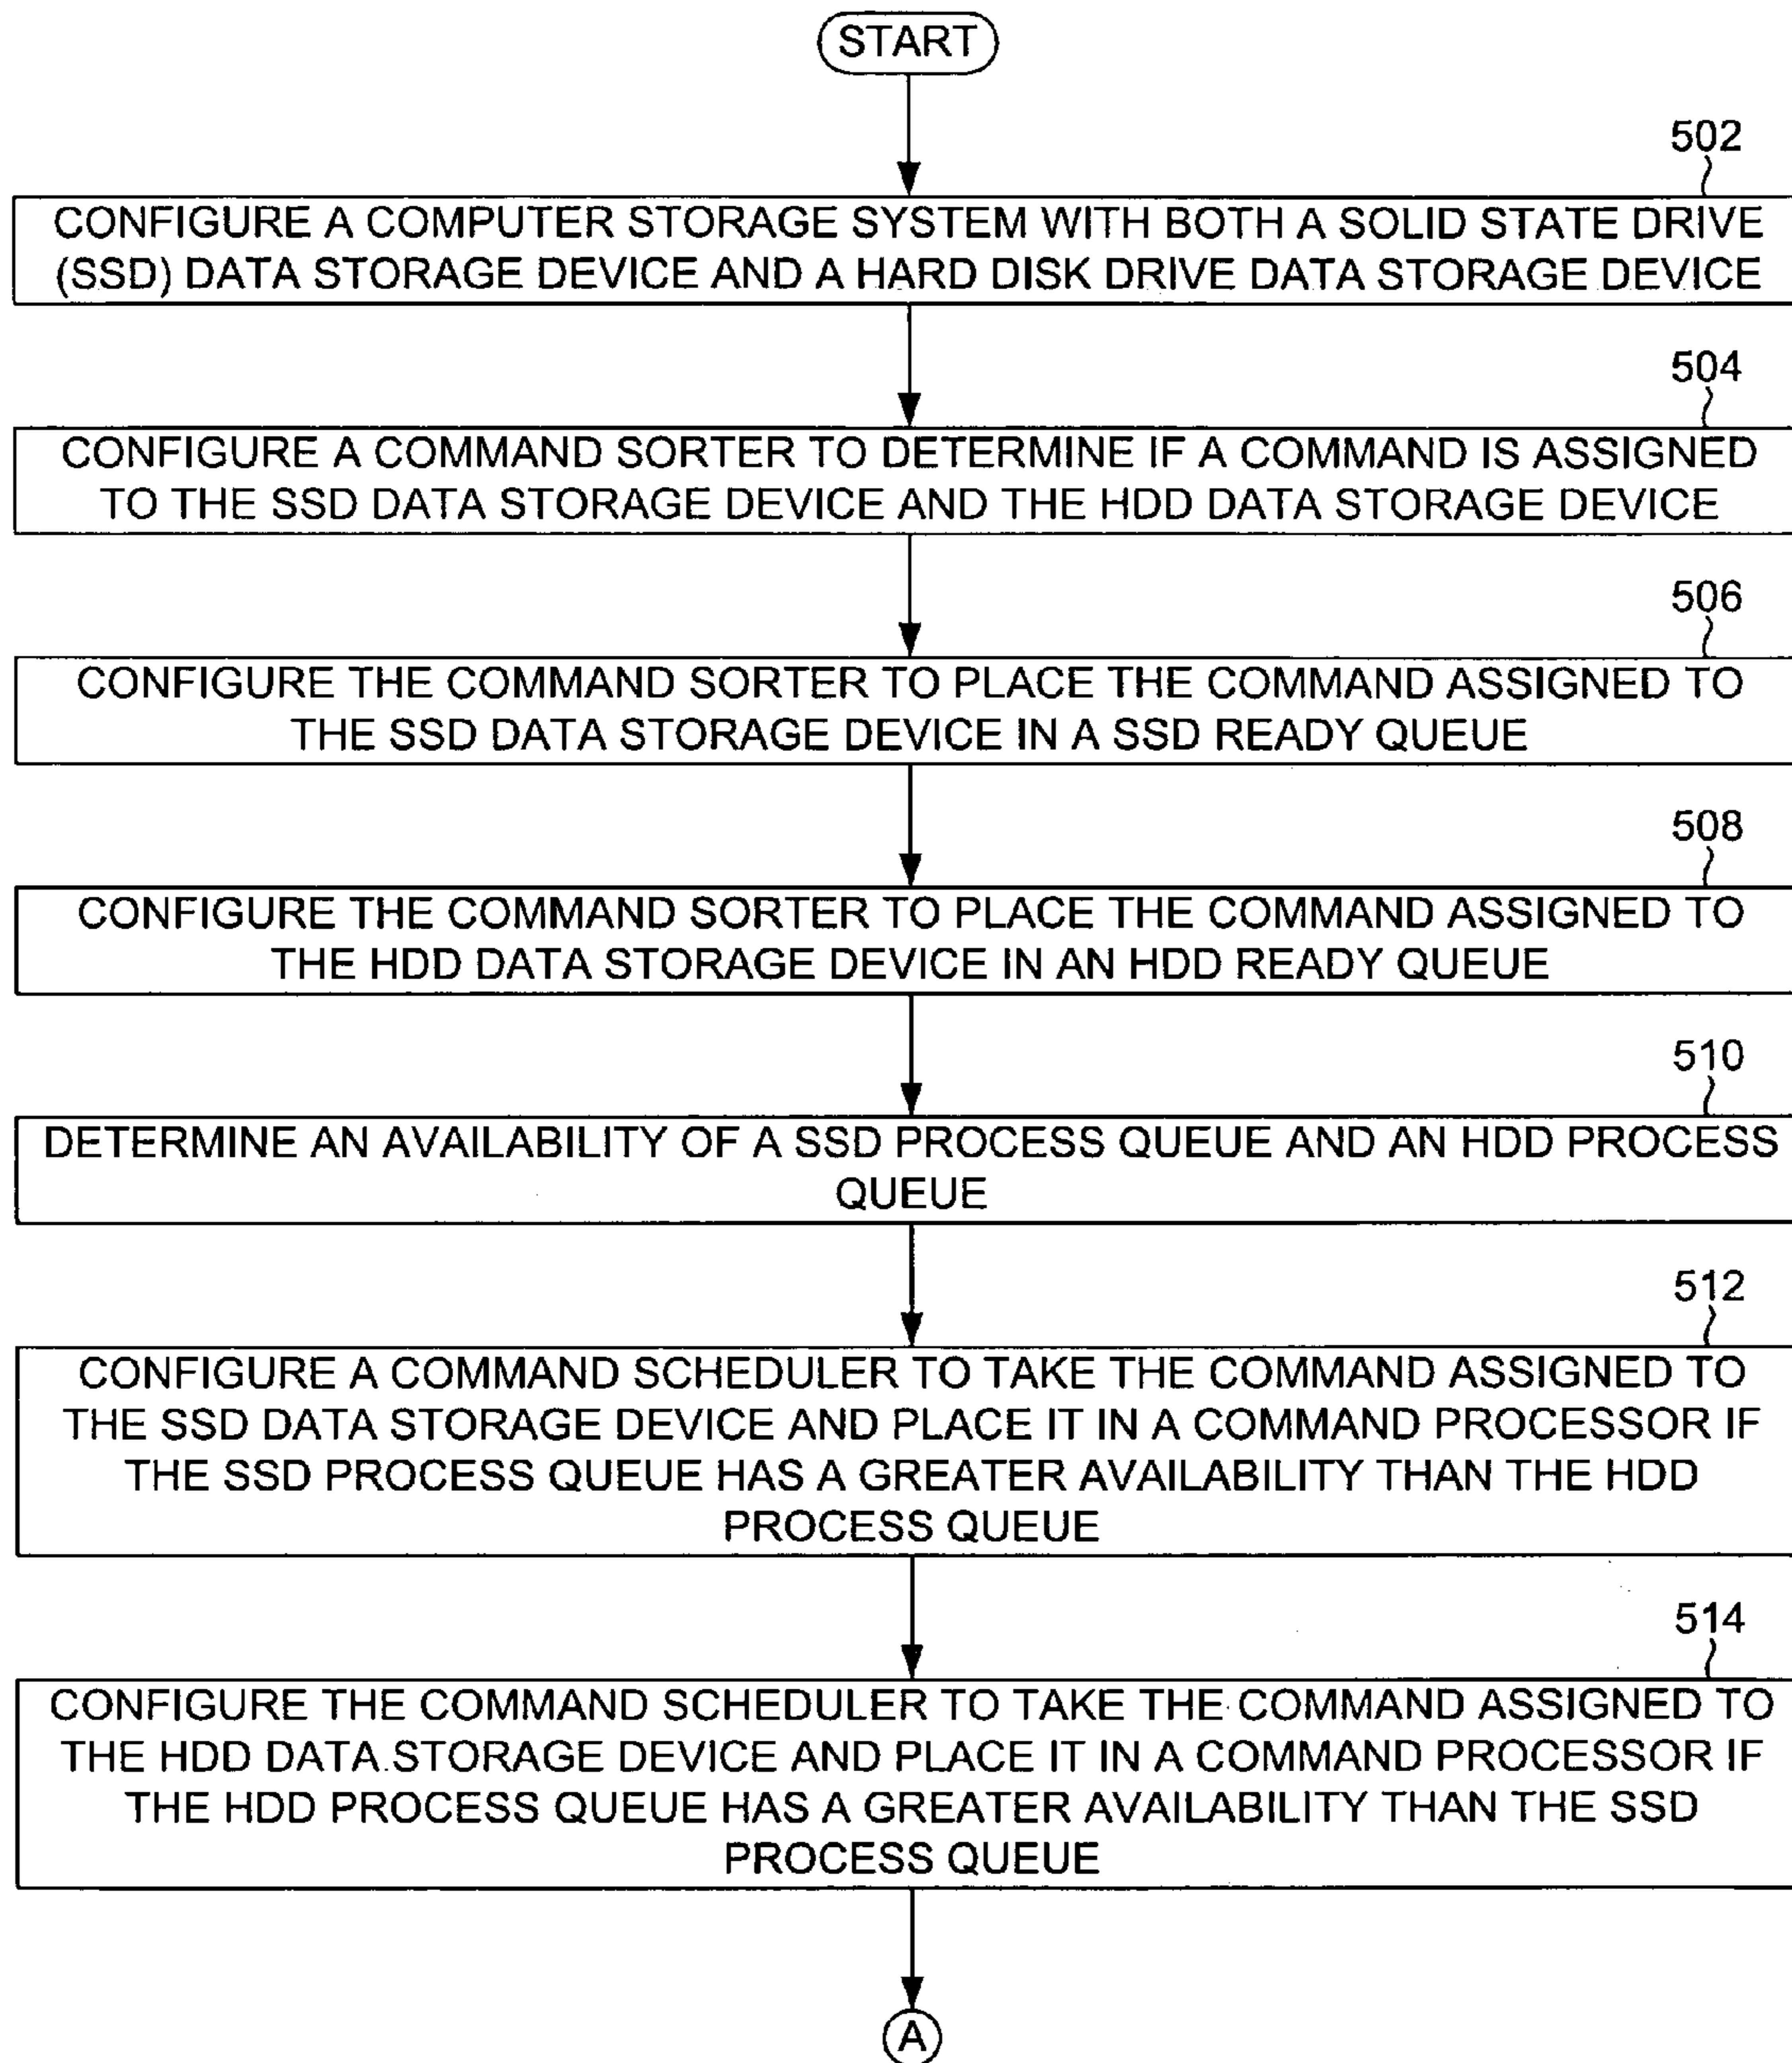 START
502
CONFIGURE A COMPUTER STORAGE SYSTEM WITH BOTH A SOLID STATE DRIVE
(SSD) DATA STORAGE DEVICE AND A HARD DISK DRIVE DATA STORAGE DEVICE
504
CONFIGURE A COMMAND SORTER TO DETERMINE IF A COMMAND IS ASSIGNED
TO THE SSD DATA STORAGE DEVICE AND THE HDD DATA STORAGE DEVICE
506
CONFIGURE THE COMMAND SORTER TO PLACE THE COMMAND ASSIGNED TO
THE SSD DATA STORAGE DEVICE IN A SSD READY QUEUE
508
CONFIGURE THE COMMAND SORTER TO PLACE THE COMMAND ASSIGNED TO
THE HDD DATA STORAGE DEVICE IN AN HDD READY QUEUE
510
DETERMINE AN AVAILABILITY OF A SSD PROCESS QUEUE AND AN HDD PROCESS
QUEUE
512
CONFIGURE A COMMAND SCHEDULER TO TAKE THE COMMAND ASSIGNED TO
THE SSD DATA STORAGE DEVICE AND PLACE IT IN A COMMAND PROCESSOR IF
THE SSD PROCESS QUEUE HAS A GREATER AVAILABILITY THAN THE HDD
PROCESS QUEUE
514
CONFIGURE THE COMMAND SCHEDULER TO TAKE THE COMMAND ASSIGNED TO
THE HDD DATA STORAGE DEVICE AND PLACE IT IN A COMMAND PROCESSOR IF
THE HDD PROCESS QUEUE HAS A GREATER AVAILABILITY THAN THE SSD
PROCESS QUEUE
A